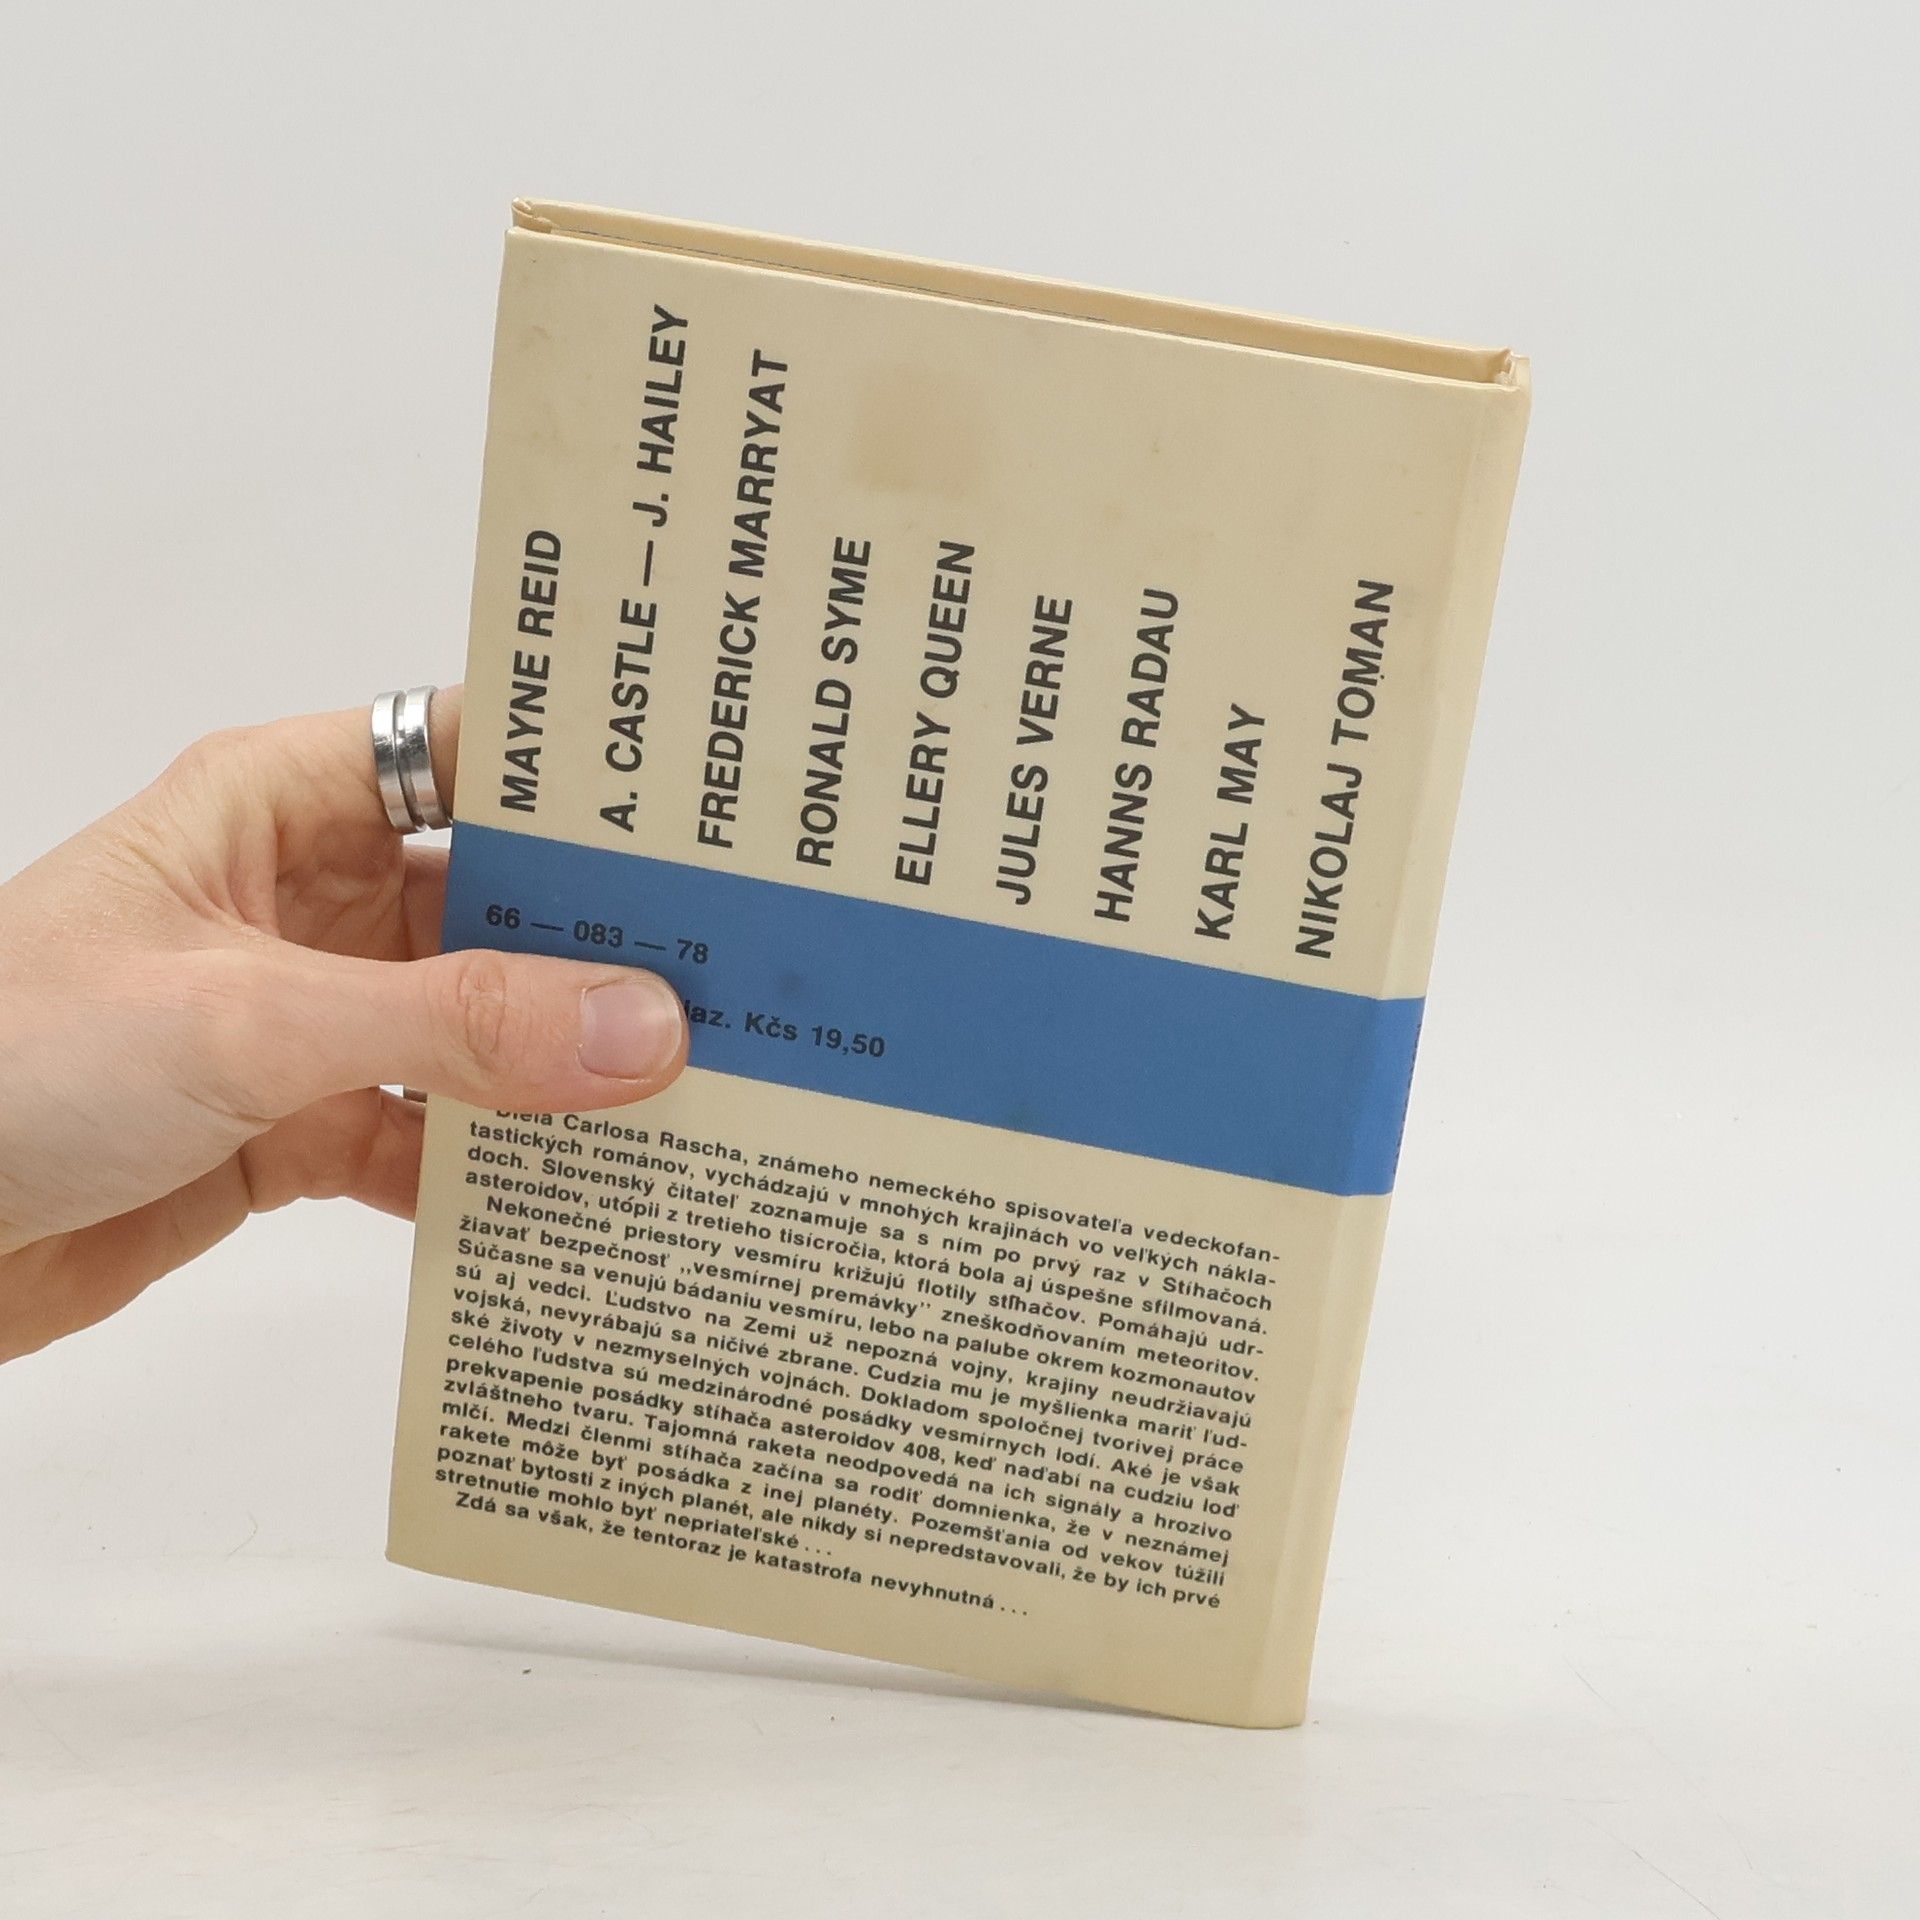 MAYNE REID
A. CASTLE — J. HAILEY
FREDERICK MARRYAT
RONALD SYME
ELLERY QUEEN
JULES VERNE
HANNS RADAU
KARL MAY
NIKOLAJ TOMAN
66 — 083 — 78
Kčs 19,50
Carlosa Rascha, známeho nemeckého spisovateľa vedeckofan-
tastických románov, vychádzajú v mnohých krajinách vo veľkých nákla-
doch. Slovenský čitateľ zoznamuje sa s ním po prvý raz v Stíhačoch
asteroidov, utópii z tretieho tisícročia, ktorá bola aj úspešne sfilmovaná.
Nekonečné priestory vesmíru križujú flotily stíhačov. Pomáhajú udr-
žiavať bezpečnosť ,,vesmírnej premávky" zneškodňovaním meteoritov.
Súčasne sa venujú bádaniu vesmíru, lebo na palube okrem kozmonautov
sú aj vedci. Ľudstvo na Zemi už nepozná vojny, krajiny neudržiavajú
vojská, nevyrábajú sa ničivé zbrane. Cudzia mu je myšlienka mariť ľud-
ské životy v nezmyselných vojnách. Dokladom spoločnej tvorivej práce
celého ľudstva sú medzinárodné posádky vesmírnych lodí. Aké je však
prekvapenie posádky stíhača asteroidov 408, keď naďabí na cudziu loď
zvláštneho tvaru. Tajomná raketa neodpovedá na ich signály a hrozivo
mlčí. Medzi členmi stíhača začína sa rodiť domnienka, že v neznámej
rakete môže byť posádka z inej planéty. Pozemšťania od vekov túžili
poznať bytosti z iných planét, ale nikdy si nepredstavovali, že by ich prvé
stretnutie mohlo byť nepriateľské . . .
Zdá sa však, že tentoraz je katastrofa nevyhnutná . . .